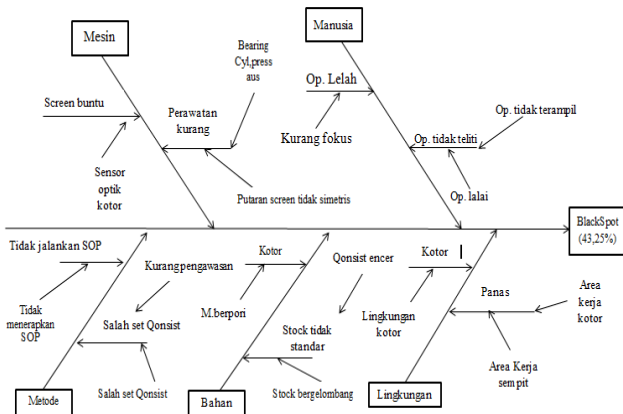 Mesin
Manusia
Bearing
Cyl,press
aus
Op. Lelah
Screen buntu
Perawatan
kurang
Op. tidak terampil
Kurang fokus
Op. tidak teliti
Sensor
optik
kotor
Putaran screen tidak simetris
Op. lalai
BlackSpot
(43,25%)
Tidak jalankan SOP
Kurang pengawasan
Kotor
Qonsist encer
Kotor
Panas
Area
kerja
kotor
Tidak
menerapkan
SOP
Salah set Qonsist
M.berpori
Lingkungan
kotor
Stock tidak
standar
Area Kerja
sempit
Salah set Qonsist
Stock bergelombang
Metode
Bahan
Lingkungan